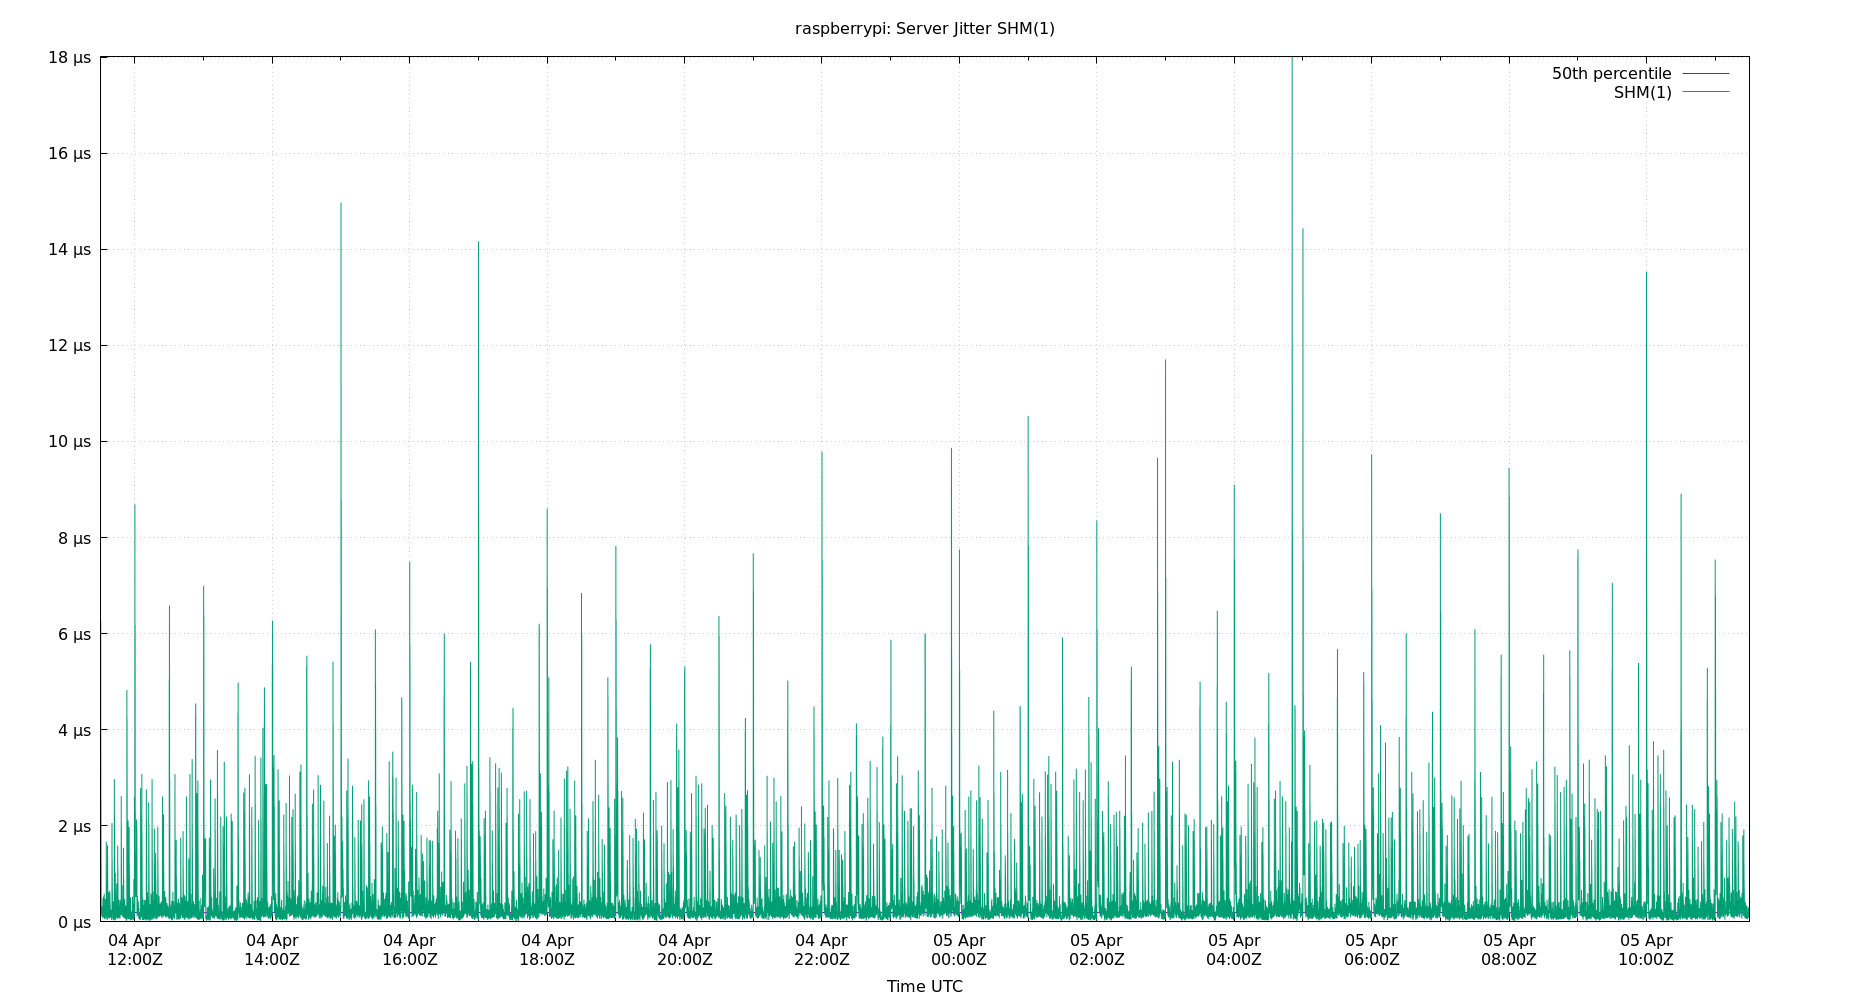 raspberrypi: Server Jitter SHM(1)
50th percentile
SHM(1)
18 µs
16 µs
14 µs
12 µs
10 µs
8 µs
6 µs
4 µs
2 µs
0 µs
04 Apr 04 Apr 04 Apr 04 Apr 04 Apr 04 Apr 05 Apr 05 Apr 05 Apr 05 Apr 05 Apr 05 Apr
12:00Z 14:00Z 16:00Z 18:00Z 20:00Z 22:00Z 00:00Z 02:00Z 04:00Z 06:00Z 08:00Z 10:00Z
Time UTC